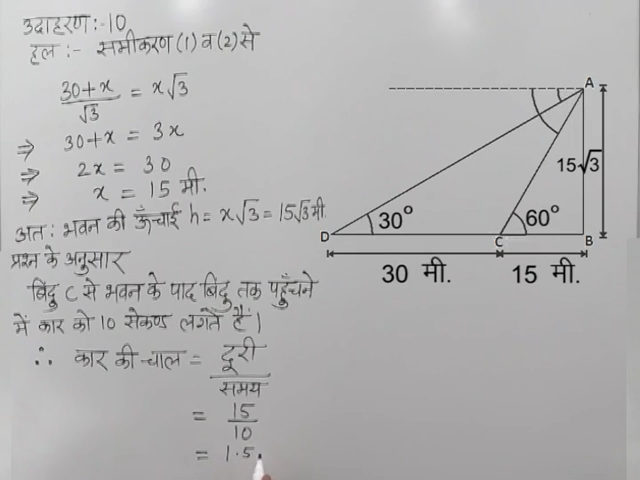 उदाहरण:-10
हल :- समीकरण (1) व (2) से
30+x/√3 = x√3
⇒ 30+x = 3x
⇒ 2x = 30
⇒ x = 15 मी.
अत: भवन की ऊँचाई h = x√3 = 15√3 मी.
प्रश्न के अनुसार
बिंदु C से भवन के पाद बिंदु तक पहुँचने
में कार को 10 सेकण्ड लगते हैं।
∴ कार की चाल = दूरी/समय
= 15/10
= 1.5
A
15√3
30°
60°
D
C
B
30 मी.
15 मी.